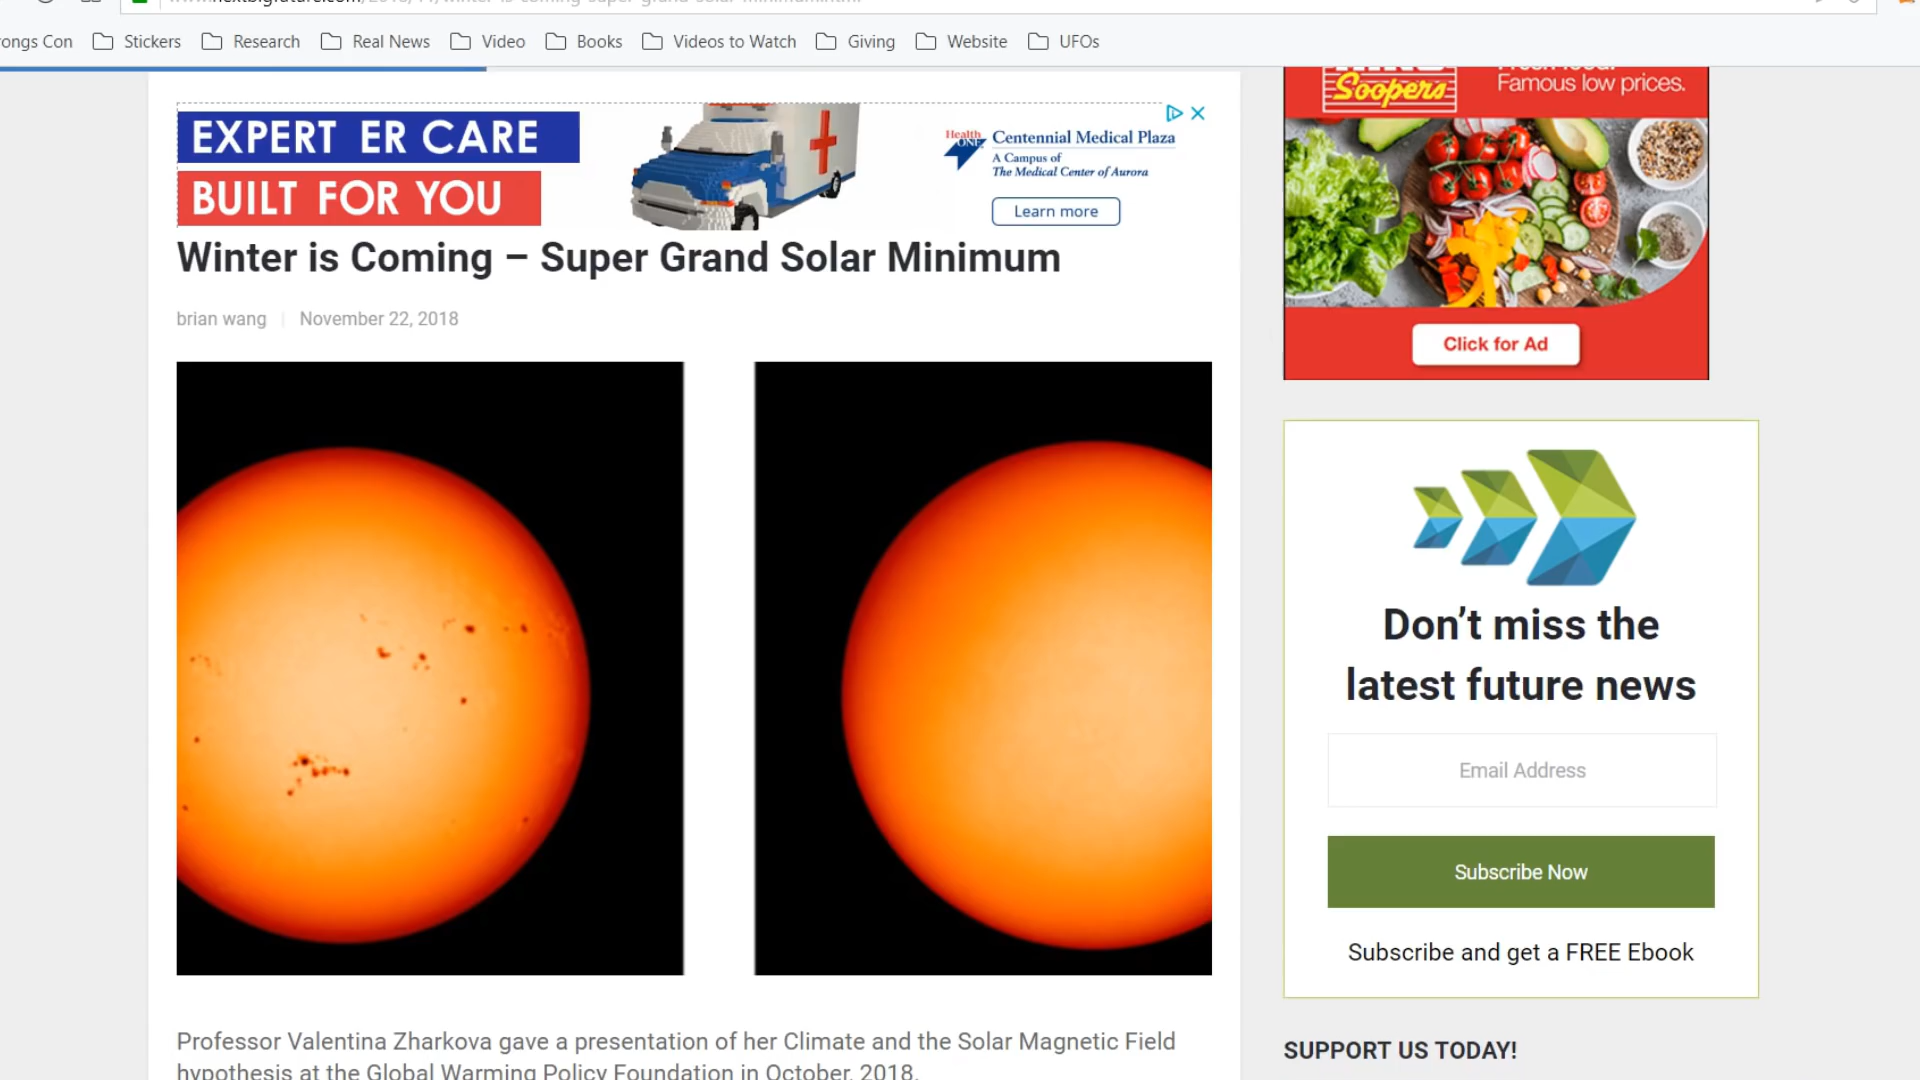 rongs Con Stickers Research Real News Video Books Videos to Watch Giving Website UFOs
EXPERT ER CARE
BUILT FOR YOU
Health ONE
Centennial Medical Plaza
A Campus of
The Medical Center of Aurora
Learn more
Soopers
Famous low prices.
Click for Ad
Winter is Coming – Super Grand Solar Minimum
brian wang | November 22, 2018
Don't miss the
latest future news
Email Address
Subscribe Now
Subscribe and get a FREE Ebook
SUPPORT US TODAY!
Professor Valentina Zharkova gave a presentation of her Climate and the Solar Magnetic Field
hypothesis at the Global Warming Policy Foundation in October, 2018.